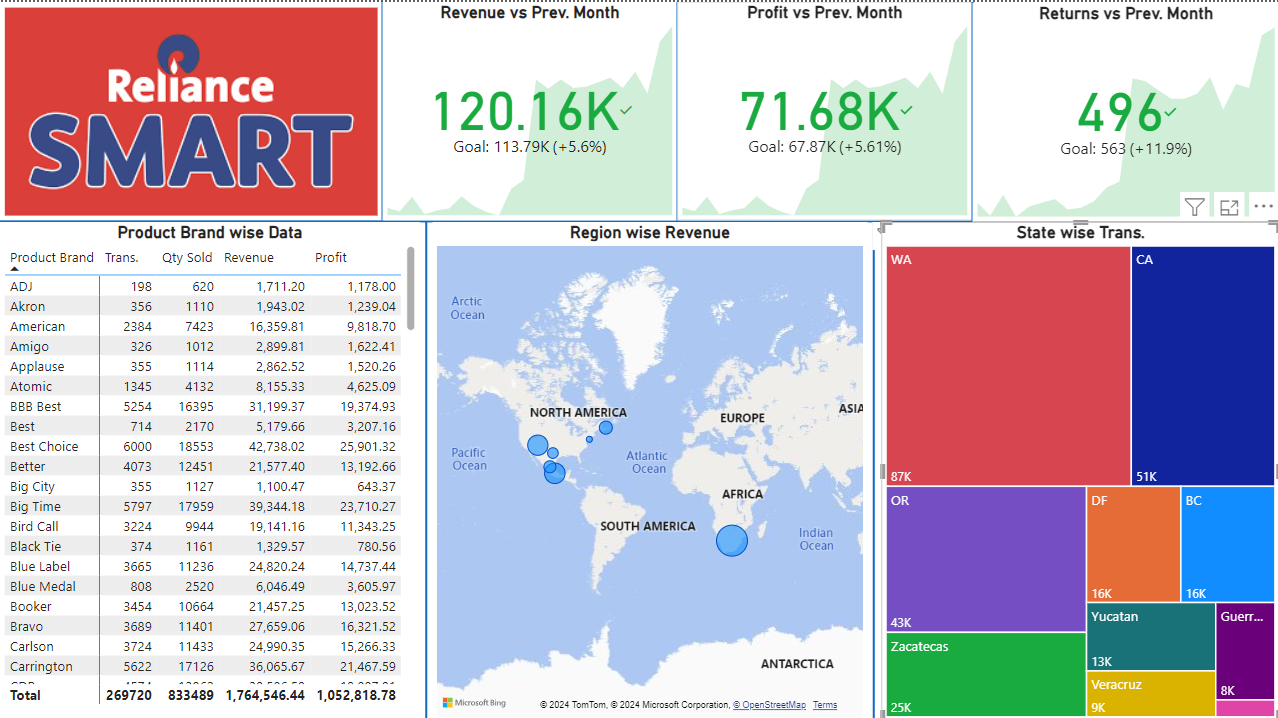 Reliance
SMART
Revenue vs Prev. Month
120.16K
Goal: 113.79K (+5.6%)
Profit vs Prev. Month
71.68K
Goal: 67.87K (+5.61%)
Returns vs Prev. Month
496
Goal: 563 (+11.9%)
Product Brand wise Data
Product Brand Trans. Qty Sold Revenue Profit
ADJ 198 620 1,711.20 1,178.00
Akron 356 1110 1,943.02 1,239.04
American 2384 7423 16,359.81 9,818.70
Amigo 326 1012 2,899.81 1,622.41
Applause 355 1114 2,862.52 1,520.26
Atomic 1345 4132 8,155.33 4,625.09
BBB Best 5254 16395 31,199.37 19,374.93
Best 714 2170 5,179.66 3,207.16
Best Choice 6000 18553 42,738.02 25,901.32
Better 4073 12451 21,577.40 13,192.66
Big City 355 1127 1,100.47 643.37
Big Time 5797 17959 39,344.18 23,710.27
Bird Call 3224 9944 19,141.16 11,343.25
Black Tie 374 1161 1,329.57 780.56
Blue Label 3665 11236 24,820.24 14,737.44
Blue Medal 808 2520 6,046.49 3,605.97
Booker 3454 10664 21,457.25 13,023.52
Bravo 3689 11401 27,659.06 16,321.52
Carlson 3724 11433 24,990.35 15,266.33
Carrington 5622 17126 36,065.67 21,467.59
Total 269720 833489 1,764,546.44 1,052,818.78
Region wise Revenue
Arctic
Ocean
NORTH AMERICA
EUROPE
ASIA
Pacific
Ocean
Atlantic
Ocean
AFRICA
SOUTH AMERICA
Indian
Ocean
ANTARCTICA
Microsoft Bing
© 2024 TomTom, © 2024 Microsoft Corporation, © OpenStreetMap Terms
State wise Trans.
WA
87K
CA
51K
OR
43K
DF
16K
BC
16K
Zacatecas
25K
Yucatan
13K
Guerr...
8K
Veracruz
9K